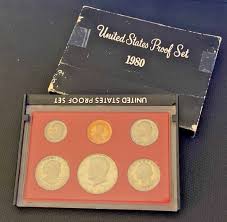 United States Proof Set
1980
UNITED STATES PROOF SET